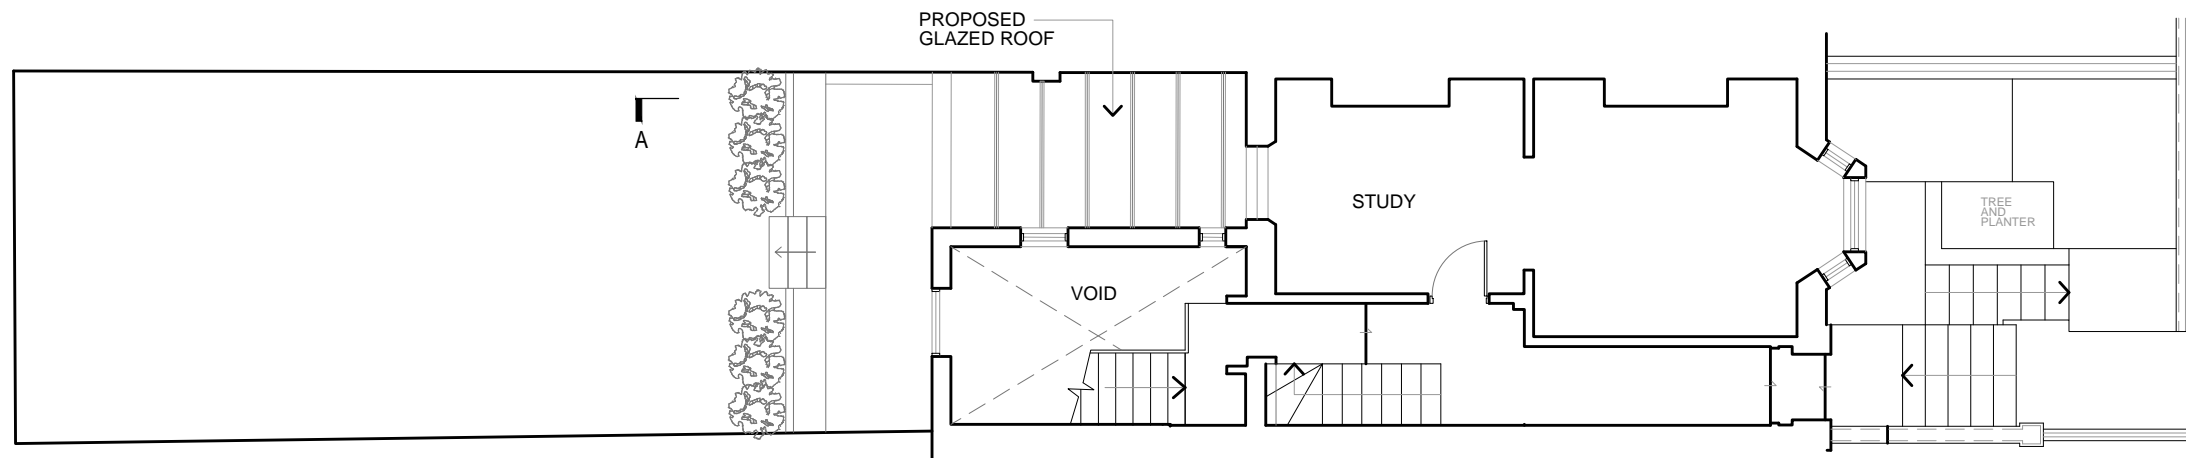 PROPOSED
GLAZED ROOF
A
STUDY
TREE
AND
PLANTER
VOID